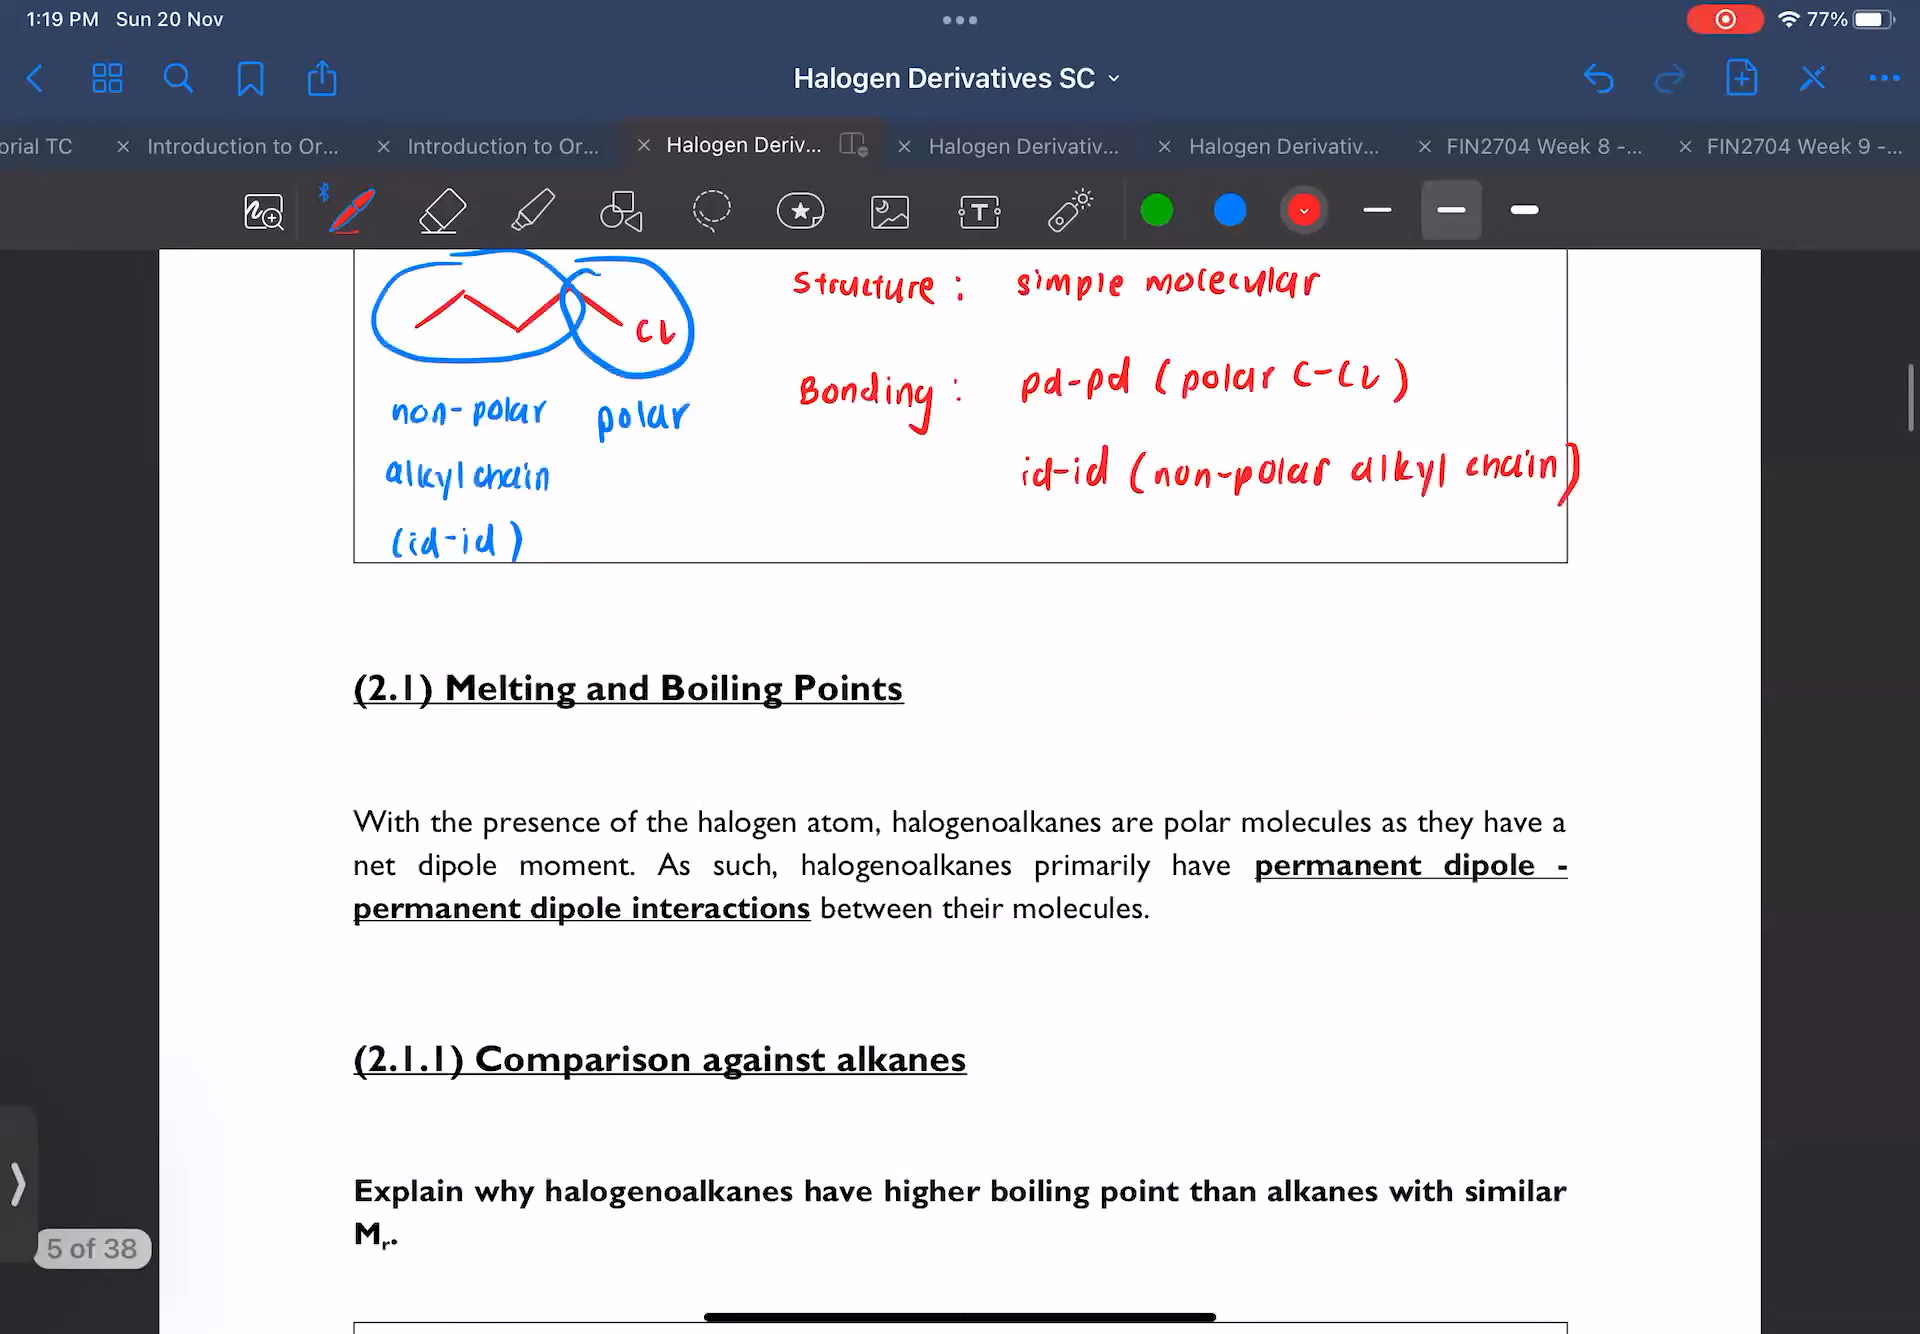 1:19 PM Sun 20 Nov
77%
Halogen Derivatives SC
orial TC
Introduction to Or...
Introduction to Or...
Halogen Deriv...
Halogen Derivativ...
Halogen Derivativ...
FIN2704 Week 8 -...
FIN2704 Week 9 -...
T
Cl
non-polar
polar
alkyl chain
(id-id)
Structure : simple molecular
Bonding : pd-pd (polar C-Cl)
id-id (non-polar alkyl chain)
(2.1) Melting and Boiling Points
With the presence of the halogen atom, halogenoalkanes are polar molecules as they have a
net dipole moment. As such, halogenoalkanes primarily have permanent dipole -
permanent dipole interactions between their molecules.
(2.1.1) Comparison against alkanes
Explain why halogenoalkanes have higher boiling point than alkanes with similar
Mr.
5 of 38